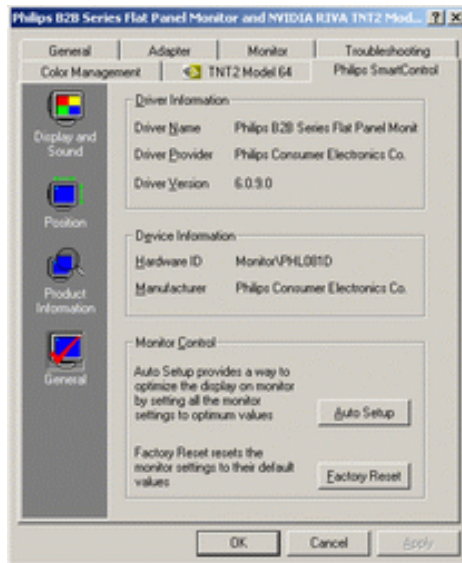 Philips B2B Series Flat Panel Monitor and NVIDIA RIVA TNT2 Mod...
General Adapter Monitor Troubleshooting
Color Management TNT2 Model 64 Philips SmartControl
Display and
Sound
Position
Product
Information
General
Driver Information
Driver Name Philips B2B Series Flat Panel Monit
Driver Provider Philips Consumer Electronics Co.
Driver Version 6.0.9.0
Device Information
Hardware ID Monitor\PHL081D
Manufacturer Philips Consumer Electronics Co.
Monitor Control
Auto Setup provides a way to
optimize the display on monitor
by setting all the monitor
settings to optimum values
Auto Setup
Factory Reset resets the
monitor settings to their default
values
Factory Reset
OK Cancel Apply